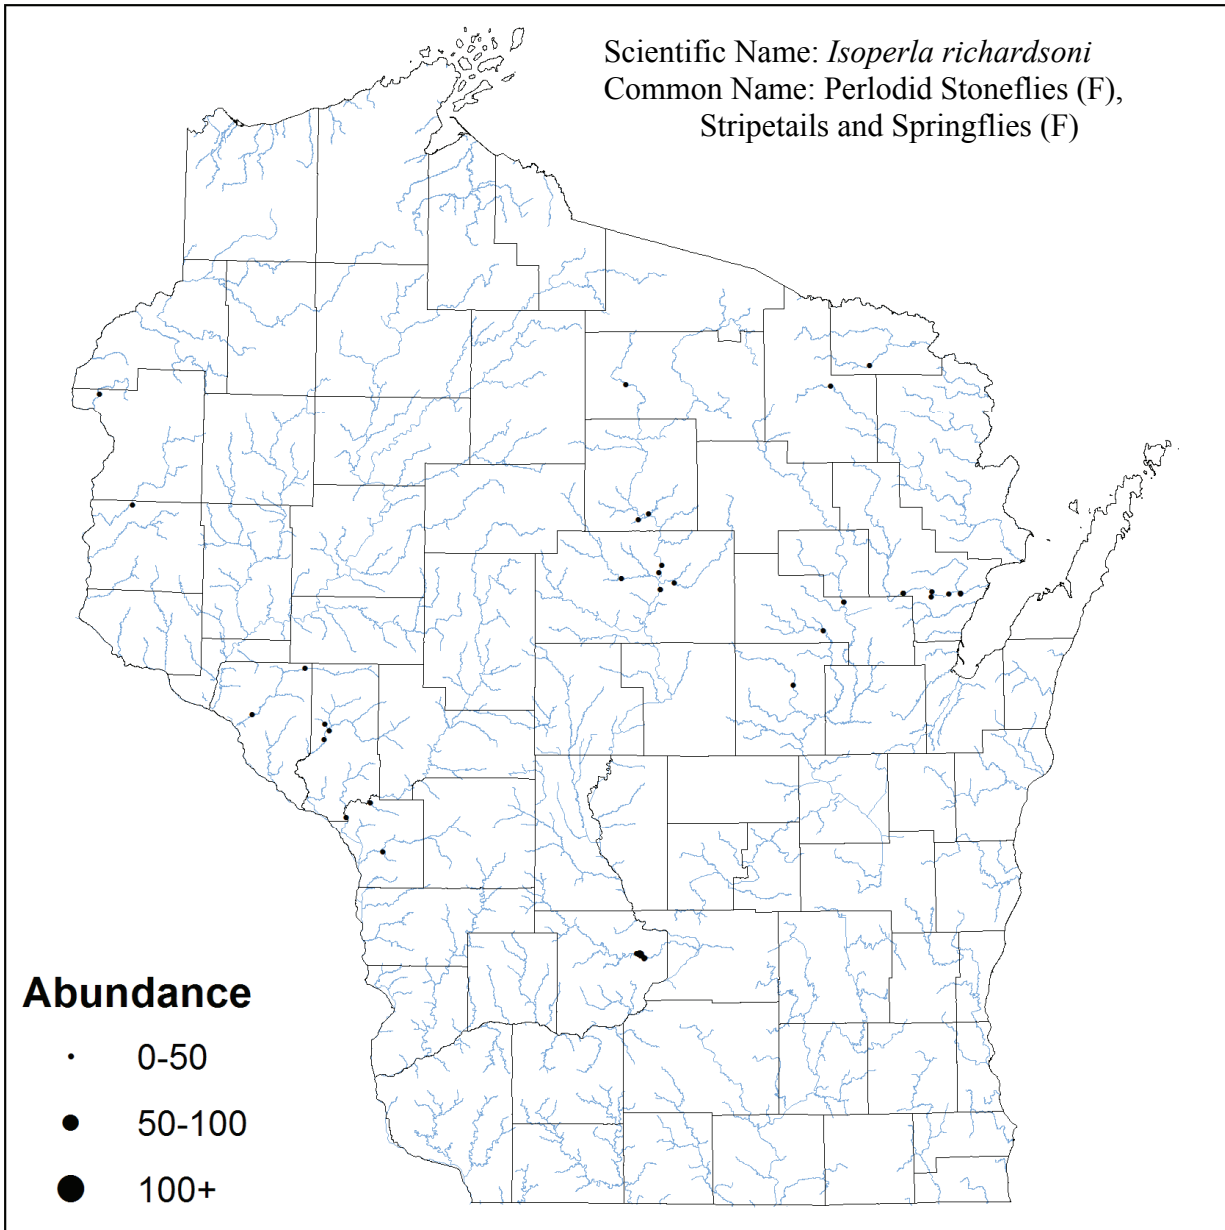 Scientific Name: Isoperla richardsoni
Common Name: Perlodid Stoneflies (F),
Stripetails and Springflies (F)
Abundance
0-50
50-100
100+